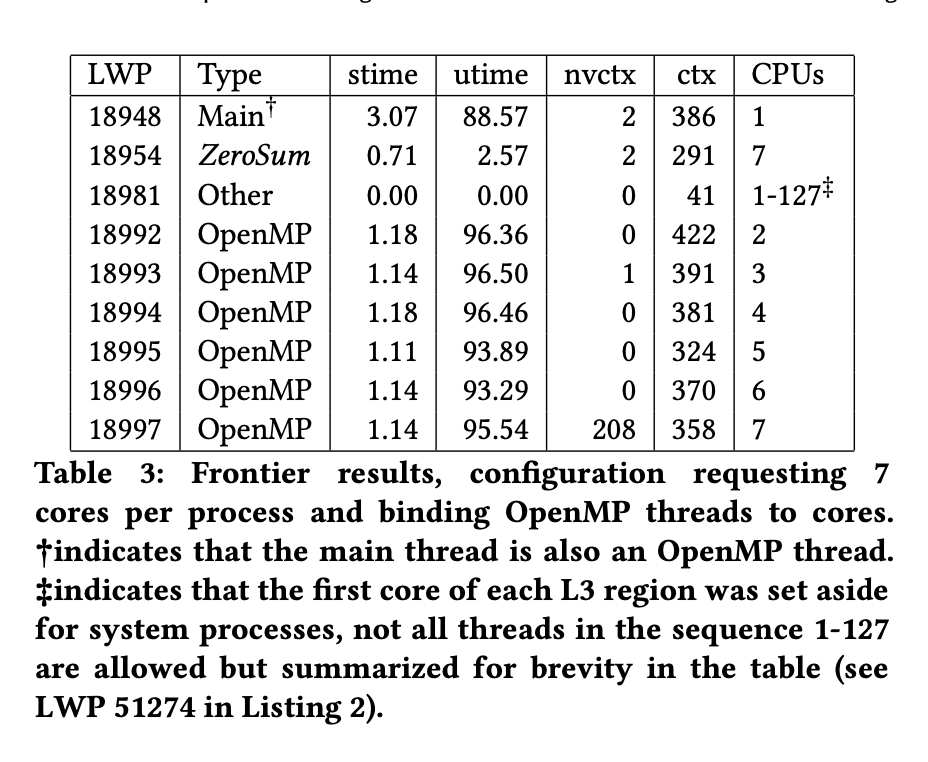 LWP Type stime utime nvctx ctx CPUs
18948 Main† 3.07 88.57 2 386 1
18954 ZeroSum 0.71 2.57 2 291 7
18981 Other 0.00 0.00 0 41 1-127‡
18992 OpenMP 1.18 96.36 0 422 2
18993 OpenMP 1.14 96.50 1 391 3
18994 OpenMP 1.18 96.46 0 381 4
18995 OpenMP 1.11 93.89 0 324 5
18996 OpenMP 1.14 93.29 0 370 6
18997 OpenMP 1.14 95.54 208 358 7
Table 3: Frontier results, configuration requesting 7
cores per process and binding OpenMP threads to cores.
†indicates that the main thread is also an OpenMP thread.
‡indicates that the first core of each L3 region was set aside
for system processes, not all threads in the sequence 1-127
are allowed but summarized for brevity in the table (see
LWP 51274 in Listing 2).